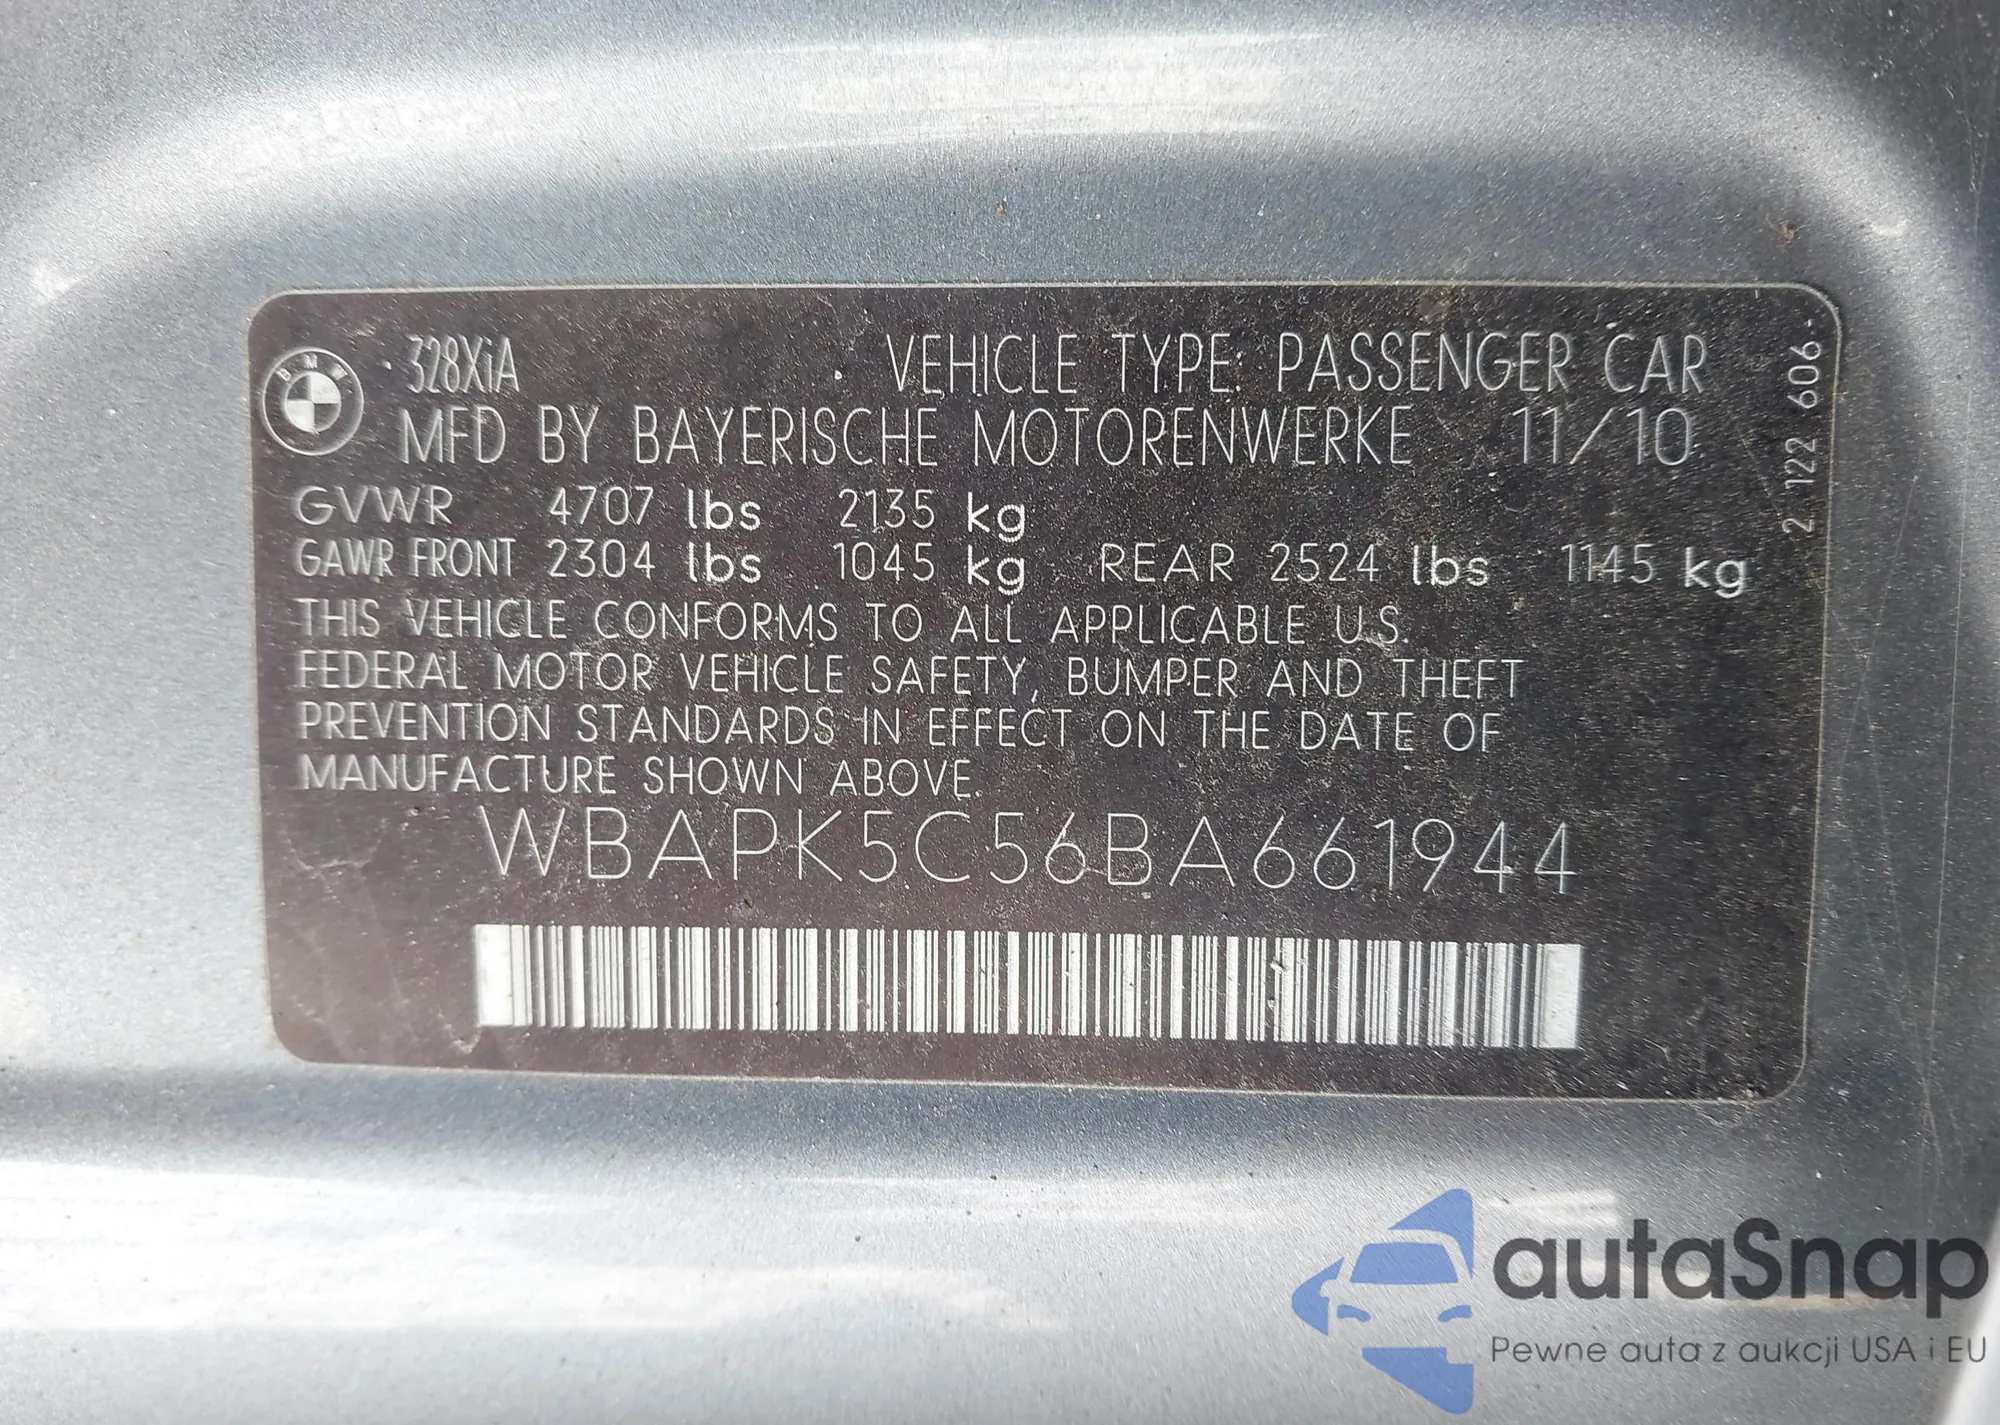 BMW
328XiA VEHICLE TYPE: PASSENGER CAR
MFD BY BAYERISCHE MOTORENWERKE 11/10
GVWR 4707 lbs 2135 kg
GAWR FRONT 2304 lbs 1045 kg REAR 2524 lbs 1145 kg
THIS VEHICLE CONFORMS TO ALL APPLICABLE U.S.
FEDERAL MOTOR VEHICLE SAFETY, BUMPER AND THEFT
PREVENTION STANDARDS IN EFFECT ON THE DATE OF
MANUFACTURE SHOWN ABOVE.
WBAPK5C56BA661944
2 122 606-
autaSnap
Pewne auta z aukcji USA i EU